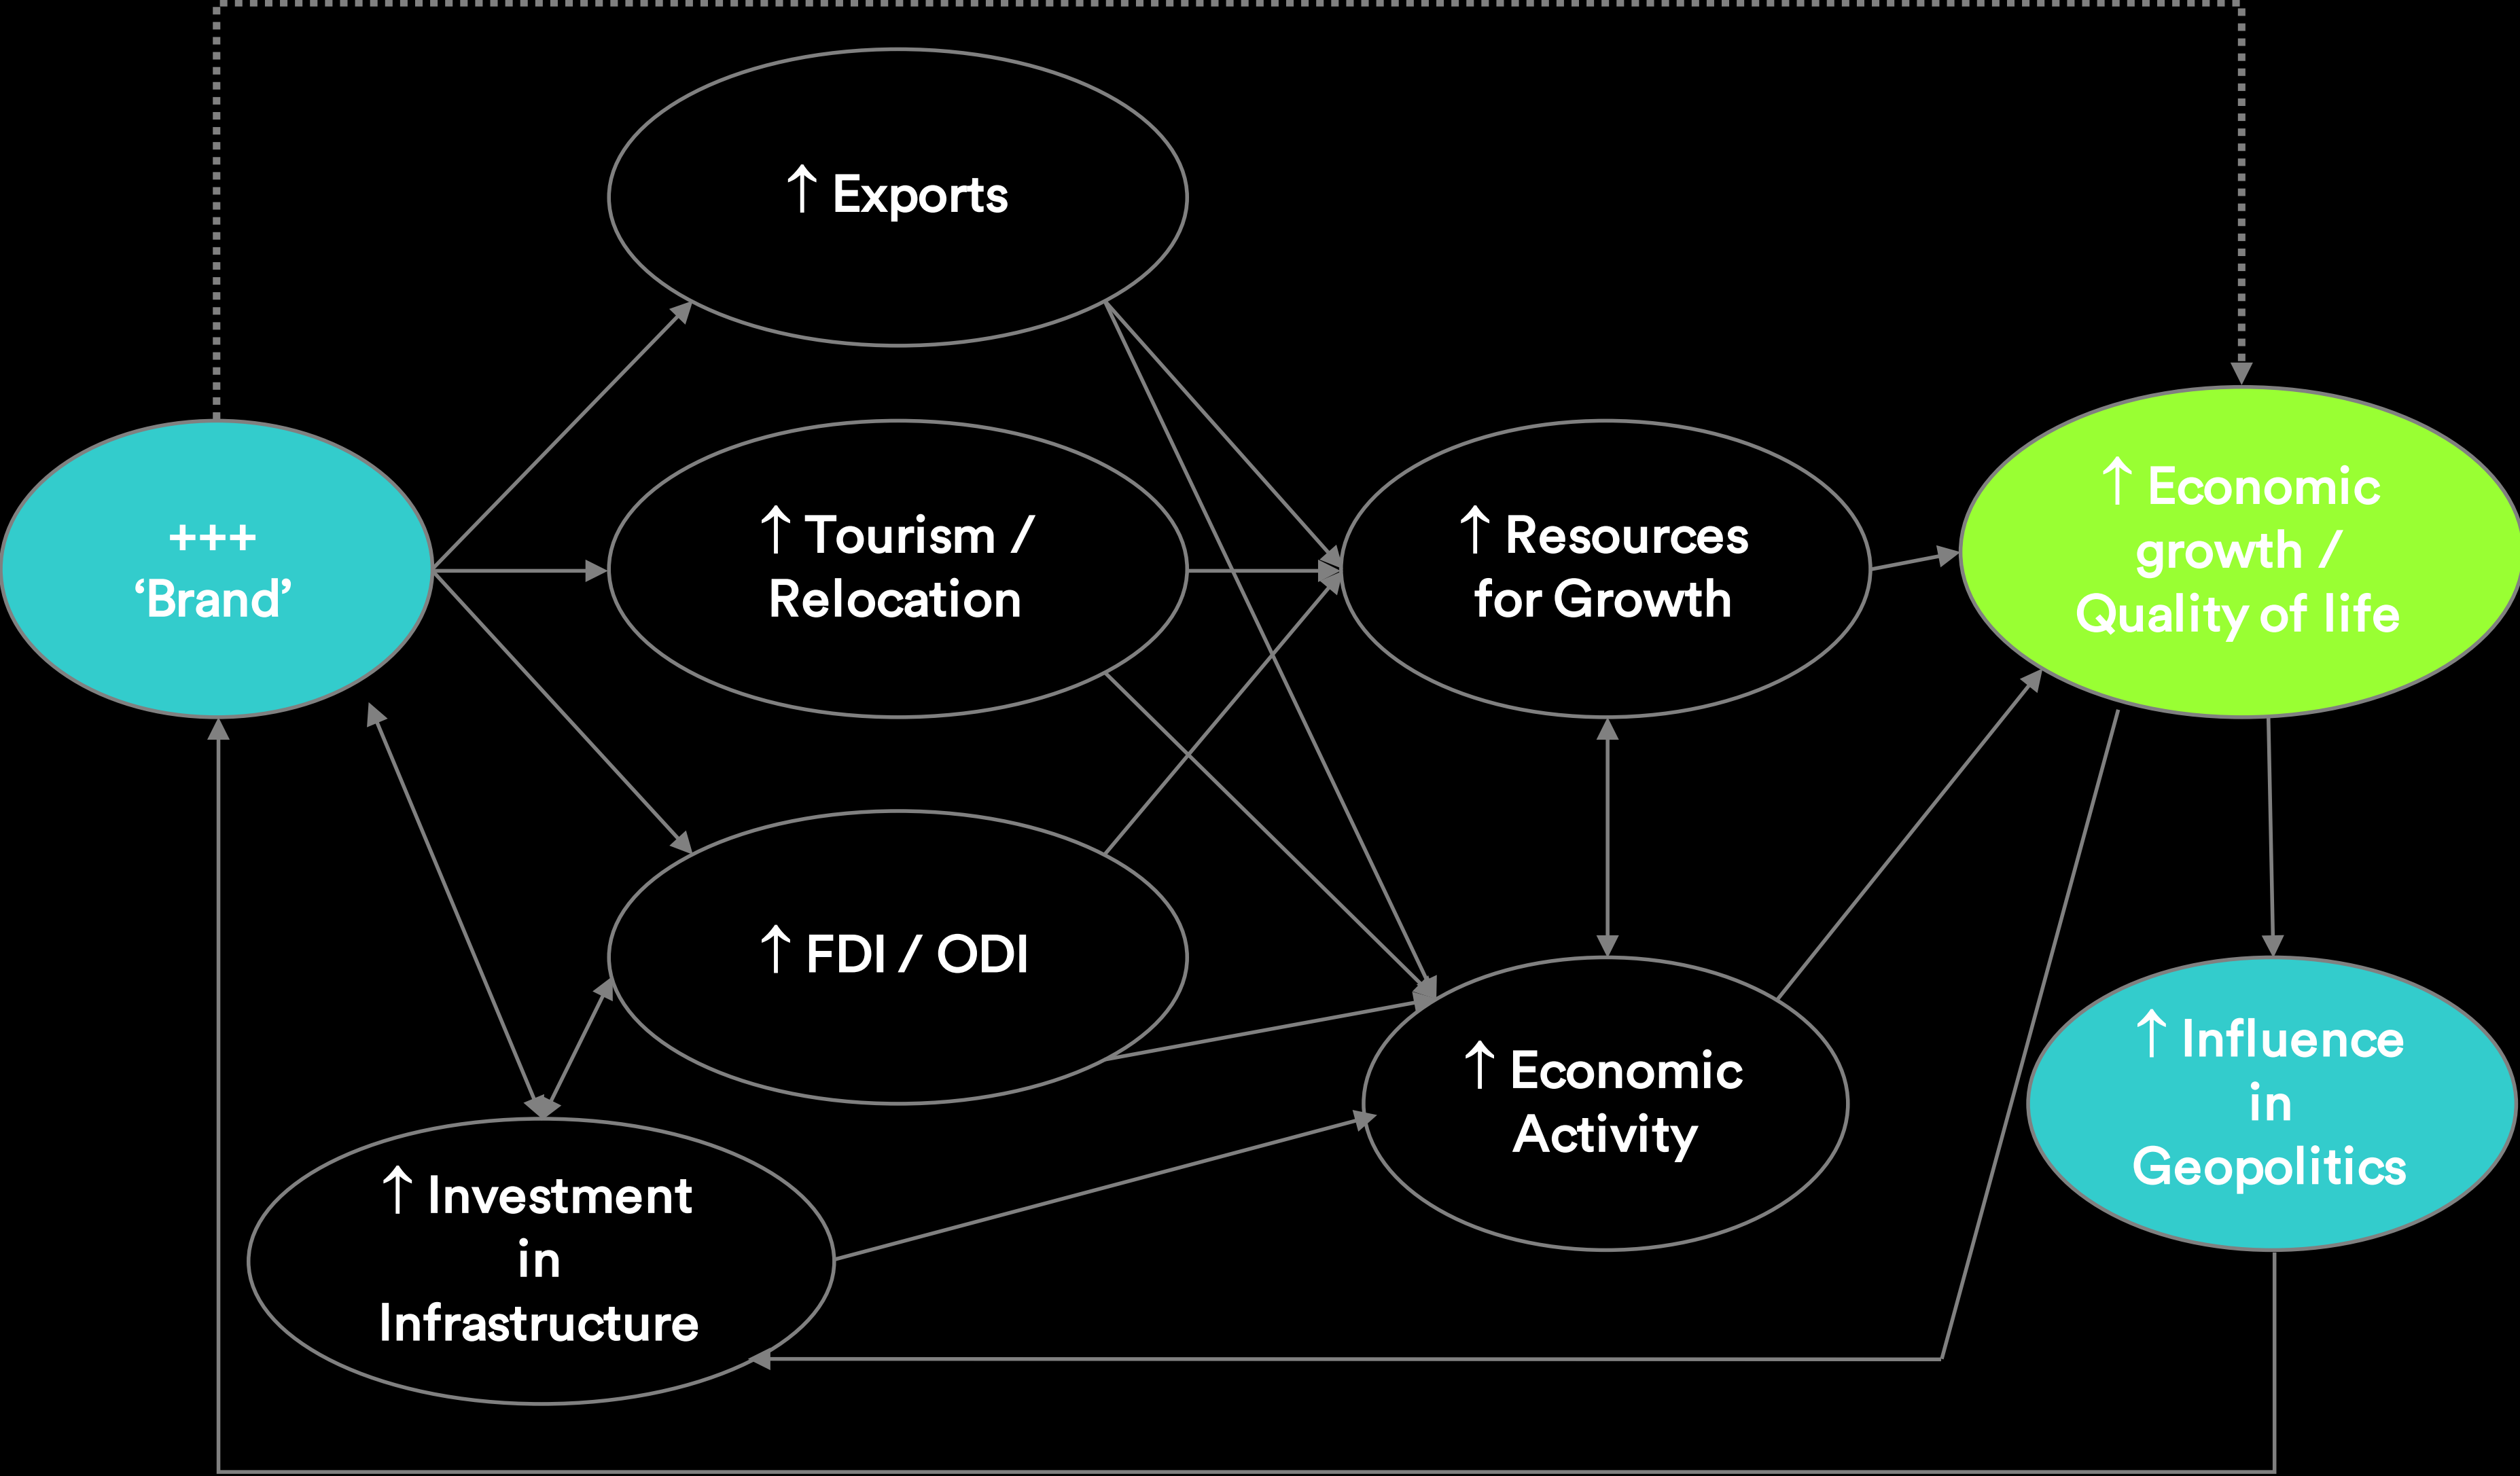 ↑ Exports
+++
‘Brand’
↑ Tourism /
Relocation
↑ Resources
for Growth
↑ Economic
growth /
Quality of life
↑ FDI / ODI
↑ Economic
Activity
↑ Influence
in
Geopolitics
↑ Investment
in
Infrastructure